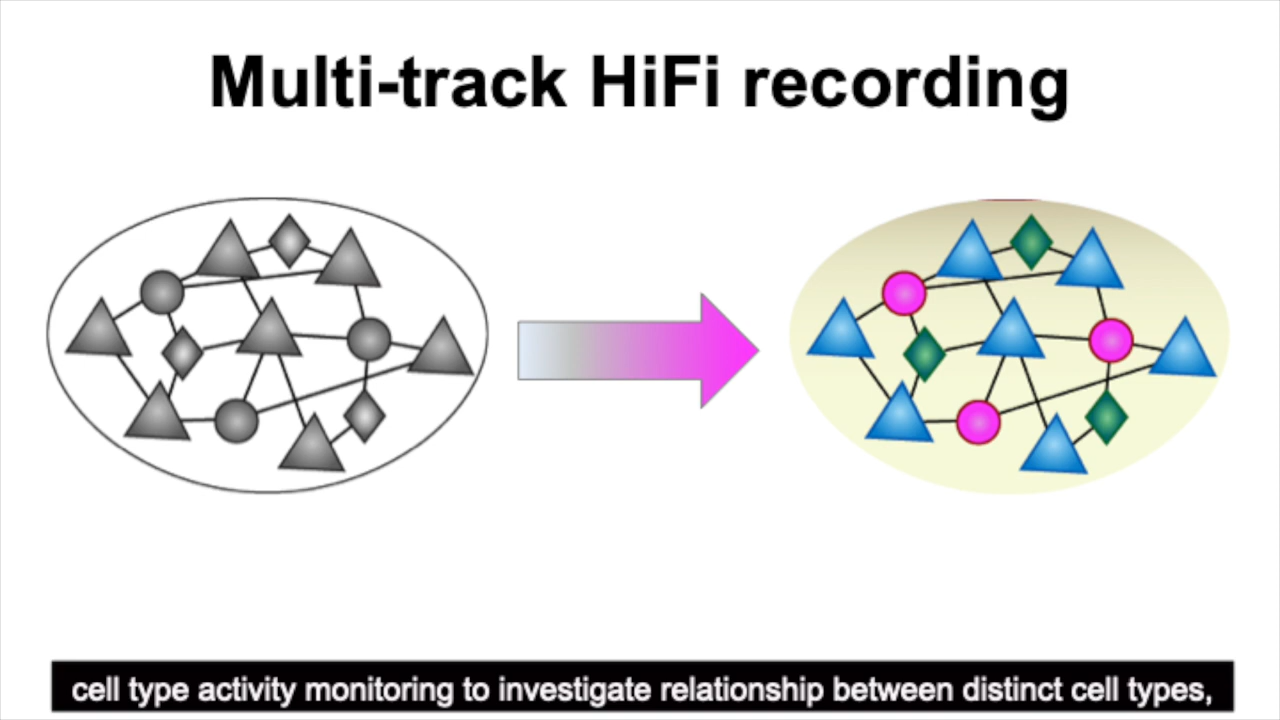 Multi-track HiFi recording
cell type activity monitoring to investigate relationship between distinct cell types,